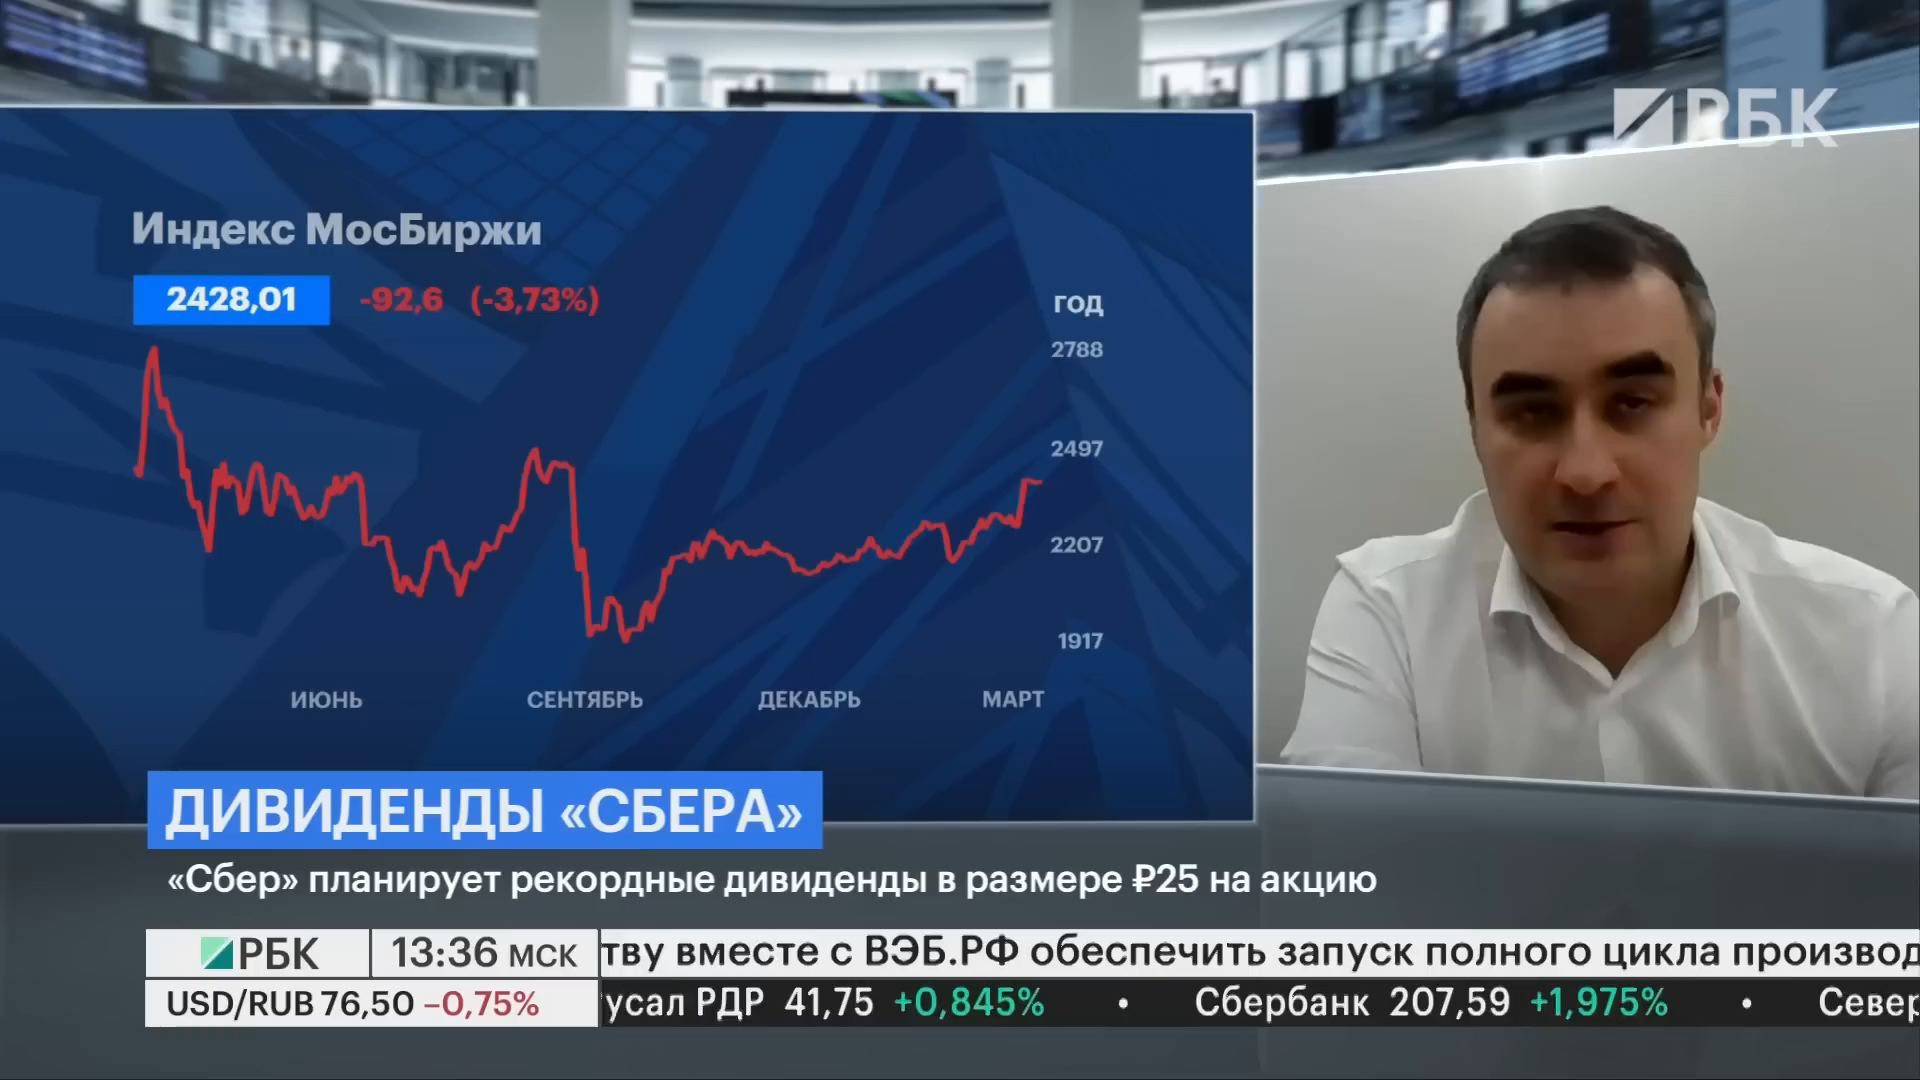 РБК
Индекс МосБиржи
2428,01 -92,6 (-3,73%)
ГОД
2788
2497
2207
1917
ИЮНЬ СЕНТЯБРЬ ДЕКАБРЬ МАРТ
ДИВИДЕНДЫ «СБЕРА»
«Сбер» планирует рекордные дивиденды в размере ₽25 на акцию
РБК 13:36 МСК тву вместе с ВЭБ.РФ обеспечить запуск полного цикла производ
USD/RUB 76,50 −0,75% усал РДР 41,75 +0,845% • Сбербанк 207,59 +1,975% • Север